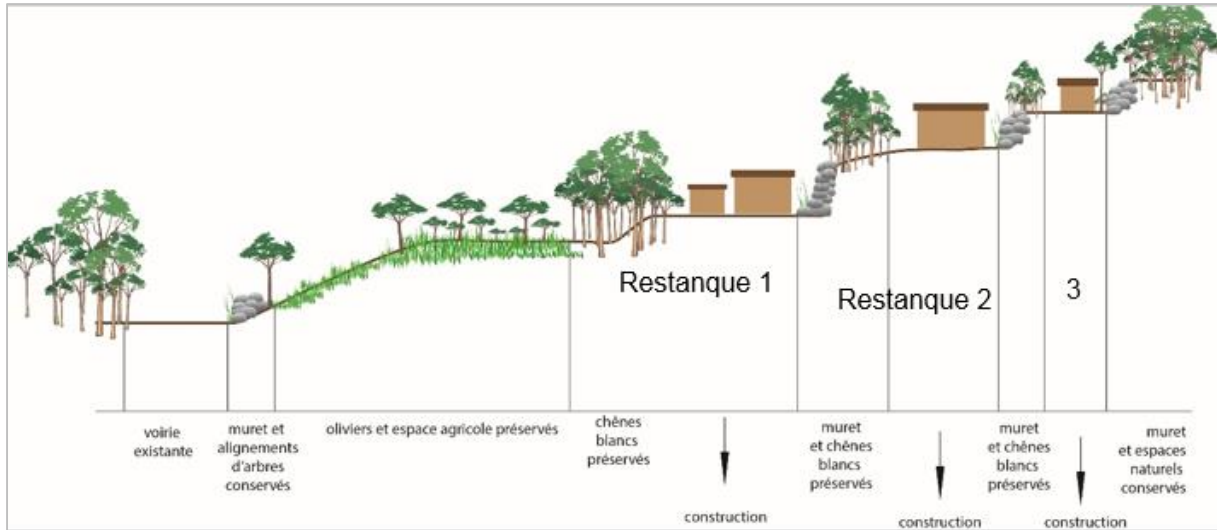 Restanque 1
Restanque 2
3
voirie
existante
muret et
alignements
d'arbres
conservés
oliviers et espace agricole préservés
chênes
blancs
préservés
construction
muret
et chênes
blancs
préservés
construction
muret
et chênes
blancs
préservés
construction
muret
et espaces
naturels
conservés